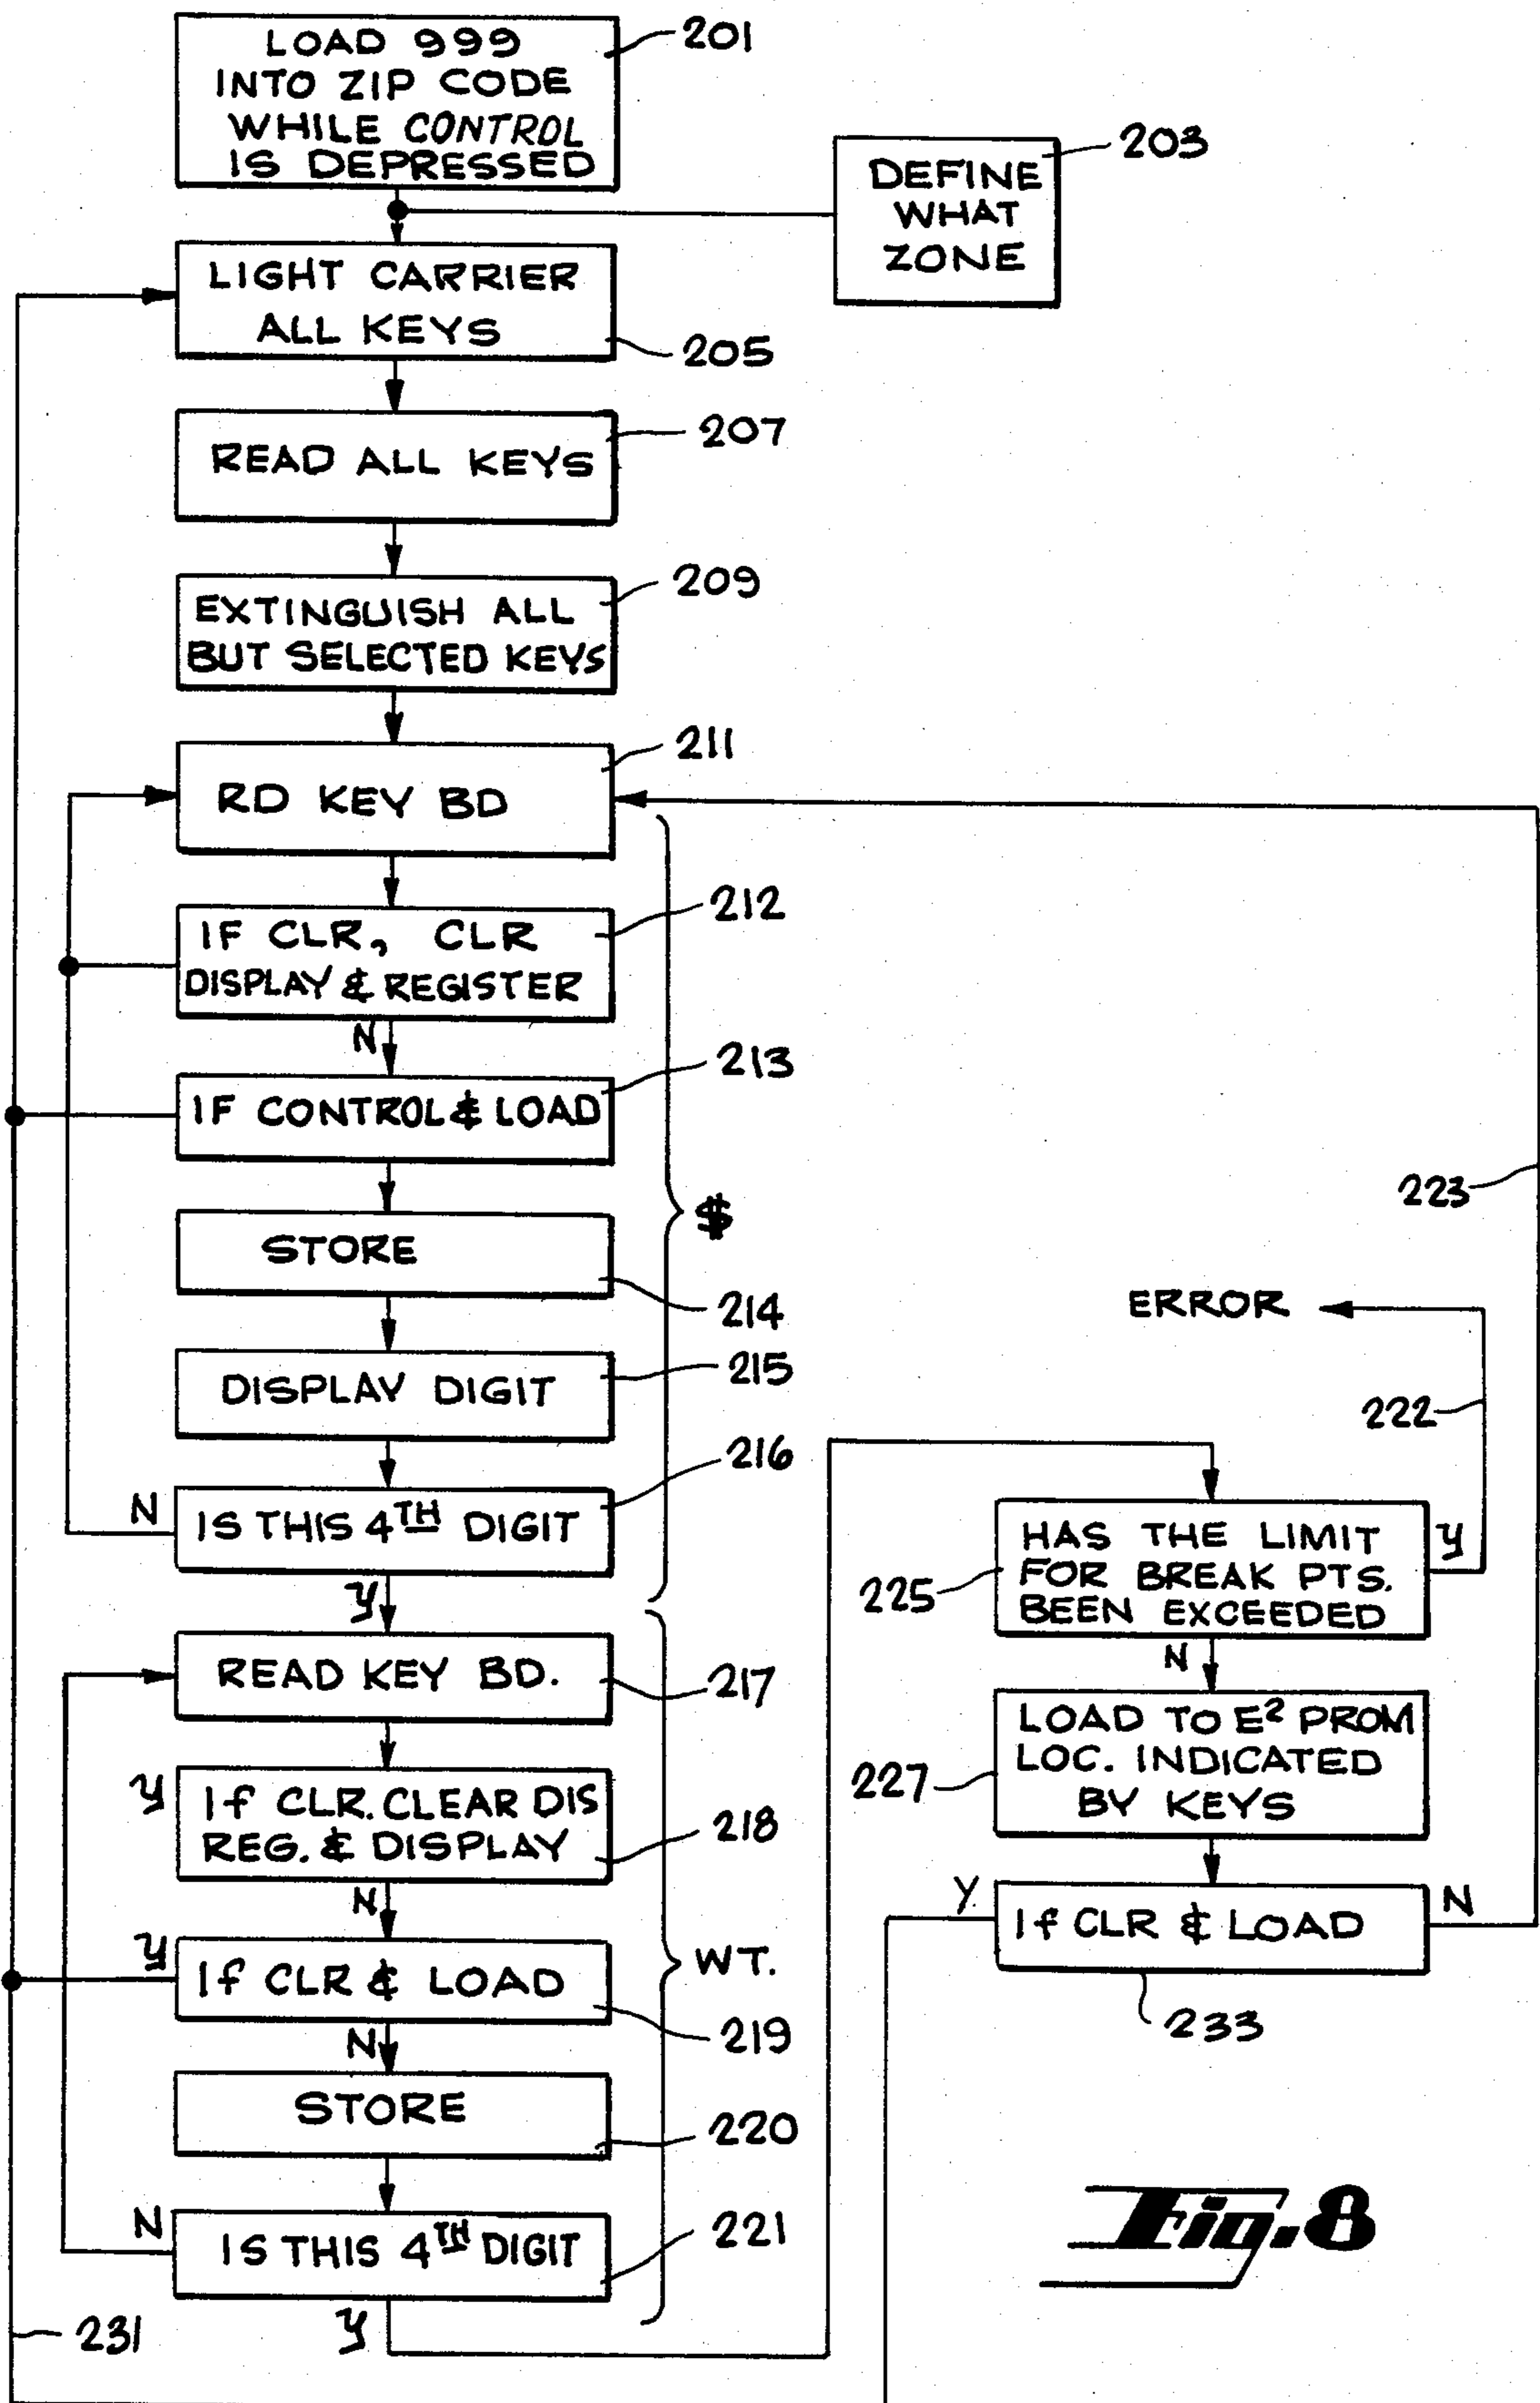 LOAD 999
INTO ZIP CODE
WHILE CONTROL
IS DEPRESSED
201
DEFINE
WHAT
ZONE
203
LIGHT CARRIER
ALL KEYS
205
READ ALL KEYS
207
EXTINGUISH ALL
BUT SELECTED KEYS
209
RD KEY BD
211
IF CLR, CLR
DISPLAY & REGISTER
212
N
IF CONTROL & LOAD
213
STORE
214
DISPLAY DIGIT
215
IS THIS 4TH DIGIT
216
N
Y
$
READ KEY BD.
217
Y
If CLR. CLEAR DIS
REG. & DISPLAY
218
N
Y
If CLR & LOAD
219
N
STORE
220
N
IS THIS 4TH DIGIT
221
Y
WT.
231
223
ERROR
222
HAS THE LIMIT
FOR BREAK PTS.
BEEN EXCEEDED
225
Y
N
LOAD TO E2 PROM
LOC. INDICATED
BY KEYS
227
Y
If CLR & LOAD
N
233
Fig. 8